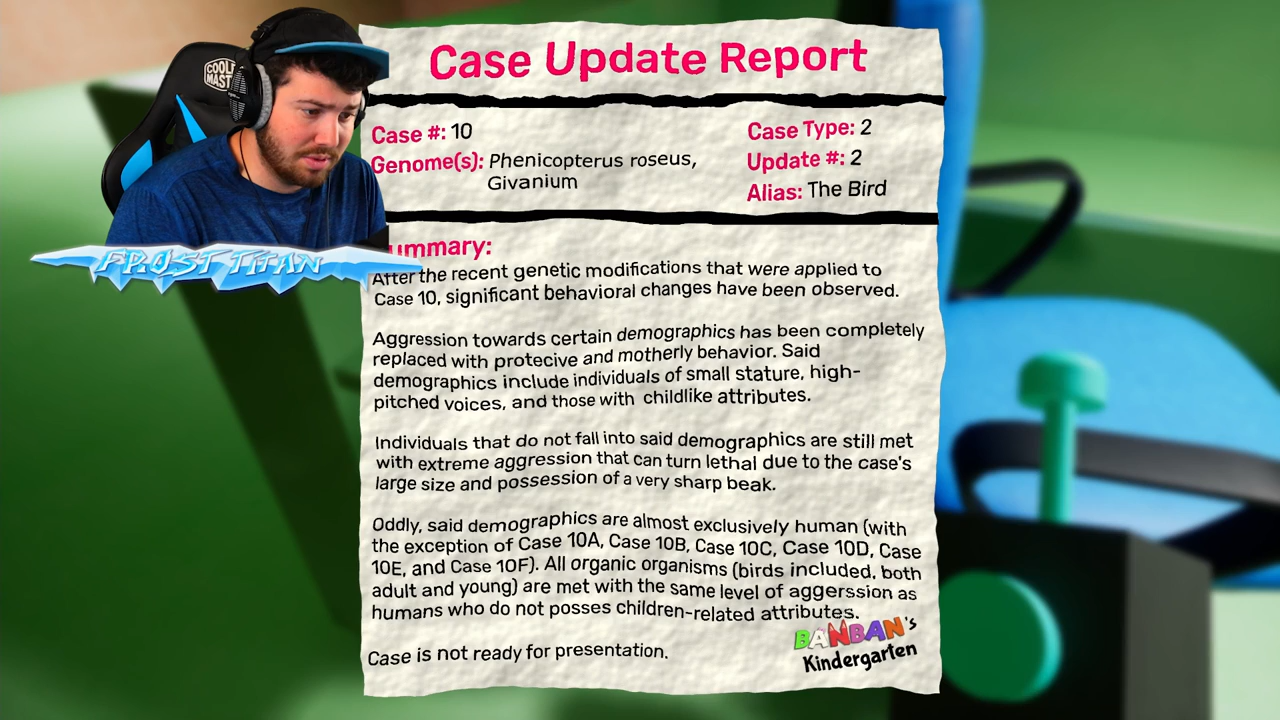 COOLER MASTER
FROST TITAN
Case Update Report
Case #: 10
Genome(s): Phenicopterus roseus,
Givanium
Case Type: 2
Update #: 2
Alias: The Bird
ummary:
After the recent genetic modifications that were applied to
Case 10, significant behavioral changes have been observed.
Aggression towards certain demographics has been completely
replaced with protecive and motherly behavior. Said
demographics include individuals of small stature, high-
pitched voices, and those with childlike attributes.
Individuals that do not fall into said demographics are still met
with extreme aggression that can turn lethal due to the case's
large size and possession of a very sharp beak.
Oddly, said demographics are almost exclusively human (with
the exception of Case 10A, Case 10B, Case 10C, Case 10D, Case
10E, and Case 10F). All organic organisms (birds included, both
adult and young) are met with the same level of aggerssion as
humans who do not posses children-related attributes.
Case is not ready for presentation.
BANBAN's
Kindergarten